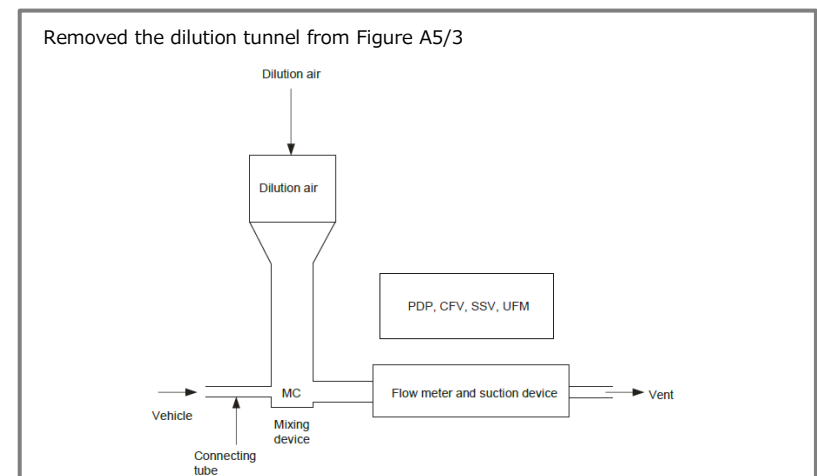 Removed the dilution tunnel from Figure A5/3
Dilution air
Dilution air
PDP, CFV, SSV, UFM
MC
Flow meter and suction device
Vent
Vehicle
Mixing
device
Connecting
tube